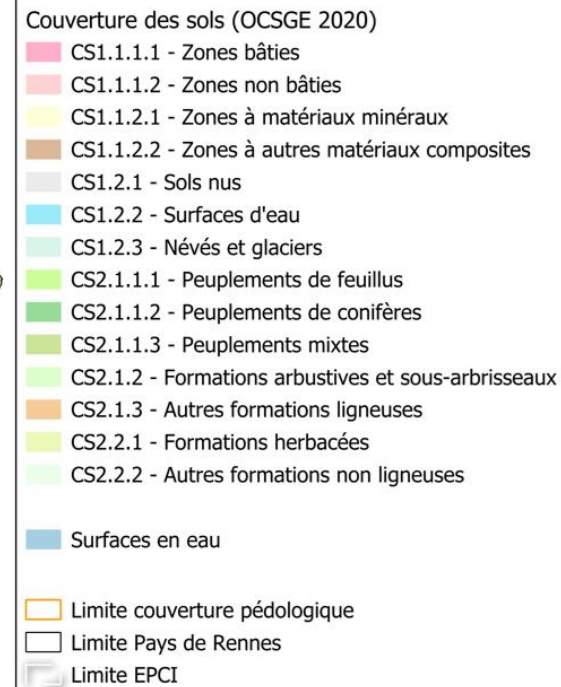 Couverture des sols (OCSGE 2020)
CS1.1.1.1 - Zones bâties
CS1.1.1.2 - Zones non bâties
CS1.1.2.1 - Zones à matériaux minéraux
CS1.1.2.2 - Zones à autres matériaux composites
CS1.2.1 - Sols nus
CS1.2.2 - Surfaces d'eau
CS1.2.3 - Névés et glaciers
CS2.1.1.1 - Peuplements de feuillus
CS2.1.1.2 - Peuplements de conifères
CS2.1.1.3 - Peuplements mixtes
CS2.1.2 - Formations arbustives et sous-arbrisseaux
CS2.1.3 - Autres formations ligneuses
CS2.2.1 - Formations herbacées
CS2.2.2 - Autres formations non ligneuses
Surfaces en eau
Limite couverture pédologique
Limite Pays de Rennes
Limite EPCI